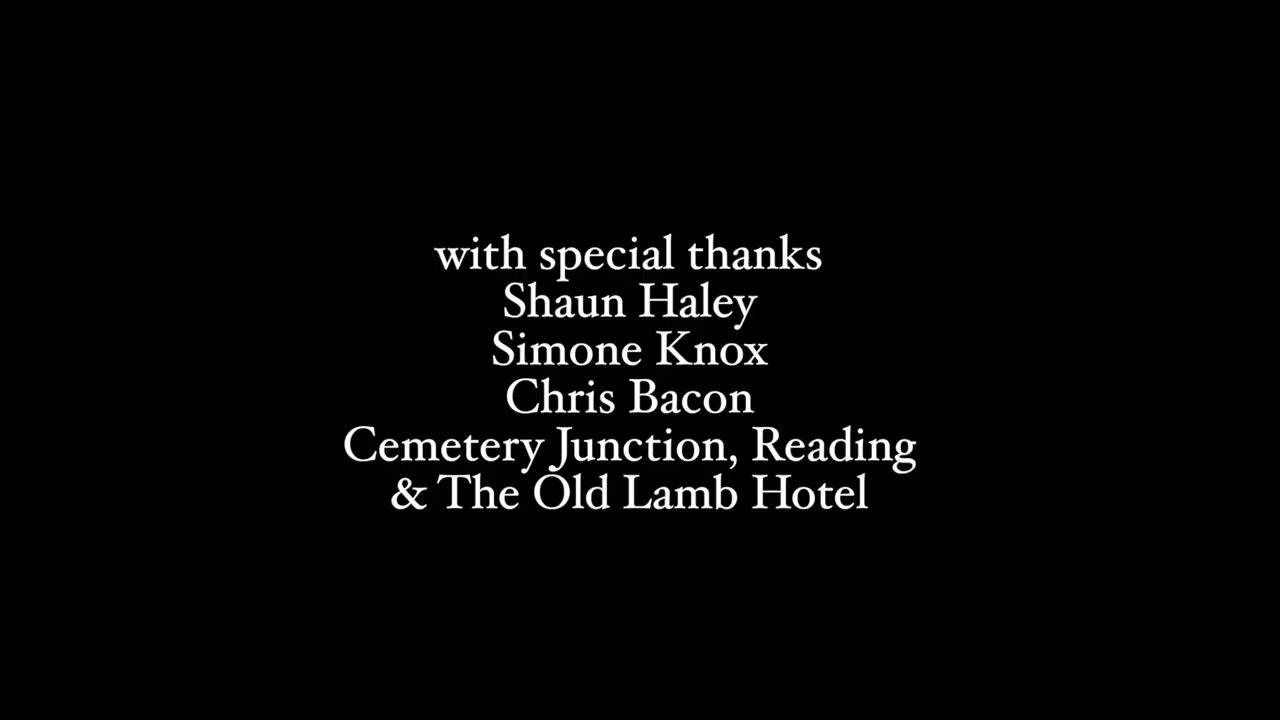 with special thanks
Shaun Haley
Simone Knox
Chris Bacon
Cemetery Junction, Reading
& The Old Lamb Hotel